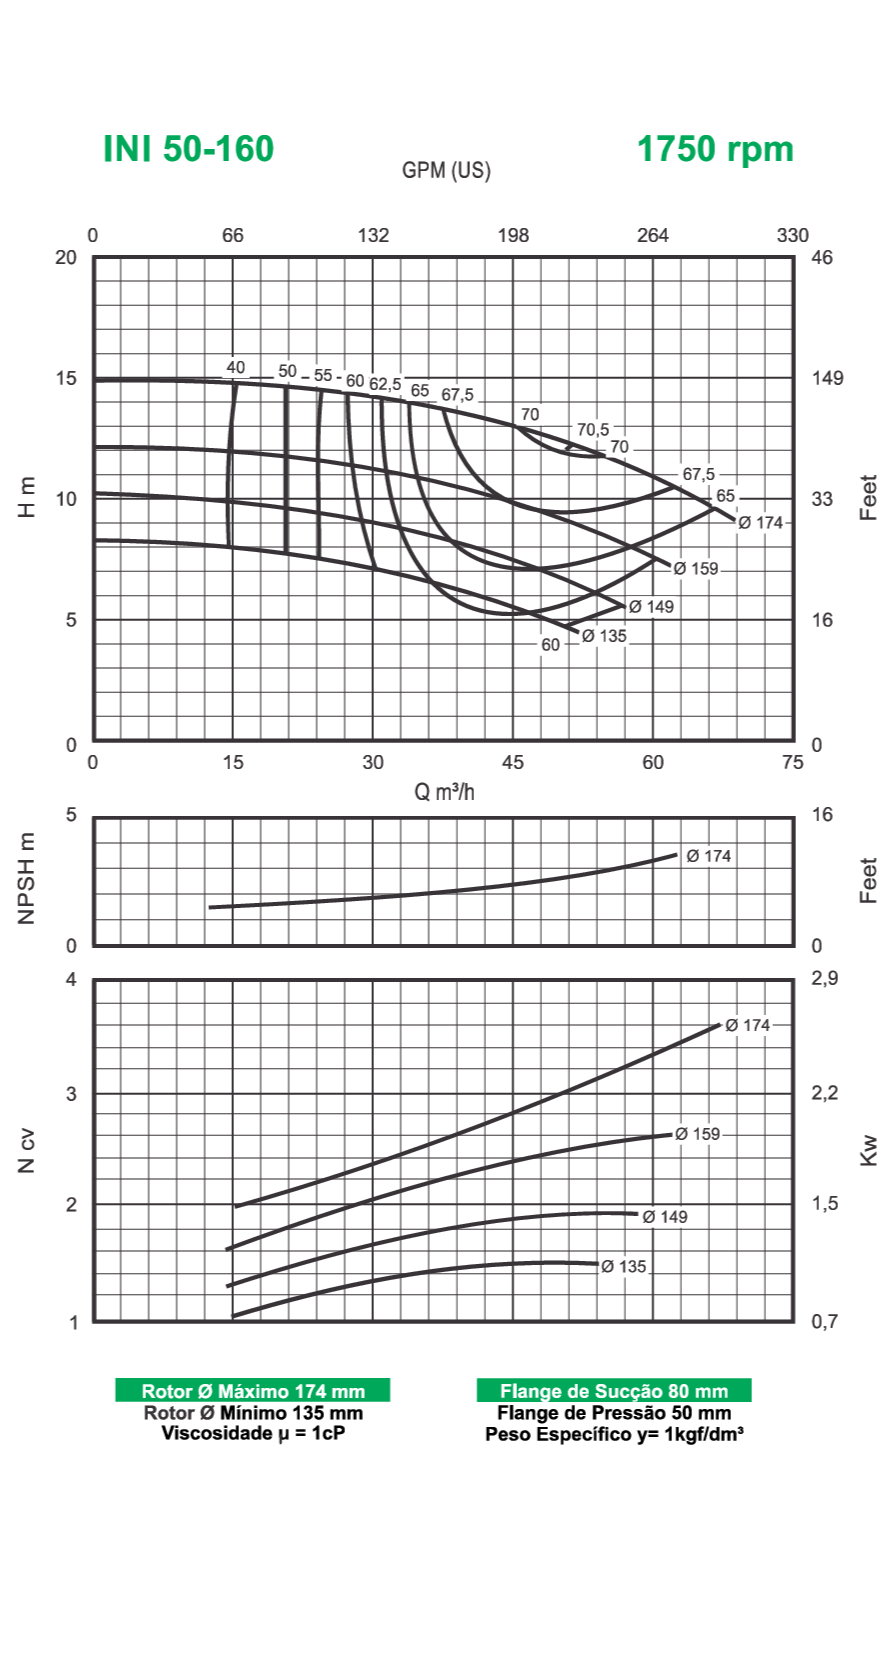 INI 50-160 1750 rpm
GPM (US)
0 66 132 198 264 330
20 46
40 50 55 60 62,5 65 67,5
15 149
70
70,5
70
67,5
65
H m
10 33
Feet
Ø 174
Ø 159
Ø 149
5 16
Ø 135
60
0 0
0 15 30 45 60 75
Q m³/h
5 16
NPSH m
Ø 174
Feet
0 0
4 2,9
Ø 174
3 2,2
Ø 159
N cv
Kw
2 1,5
Ø 149
Ø 135
1 0,7
Rotor Ø Máximo 174 mm
Rotor Ø Mínimo 135 mm
Viscosidade µ = 1cP
Flange de Sucção 80 mm
Flange de Pressão 50 mm
Peso Específico y= 1kgf/dm³